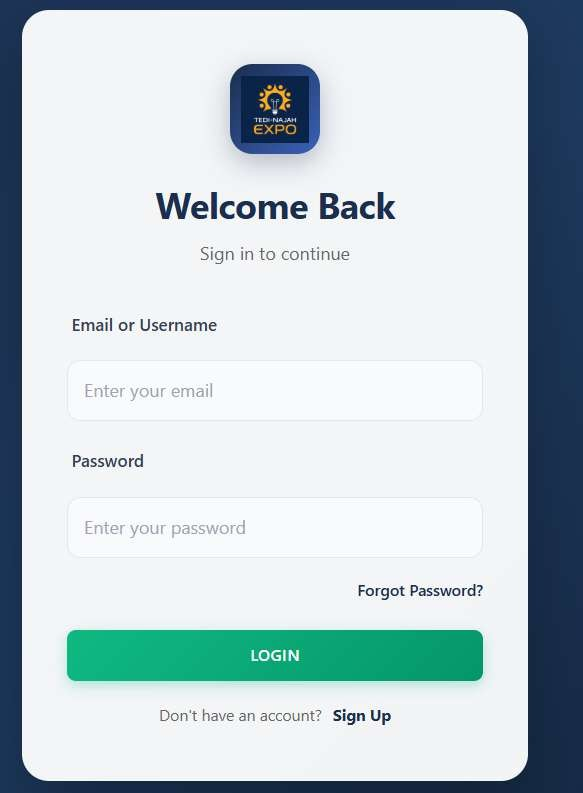 TEDI-NAJAH
EXPO
Welcome Back
Sign in to continue
Email or Username
Enter your email
Password
Enter your password
Forgot Password?
LOGIN
Don't have an account? Sign Up